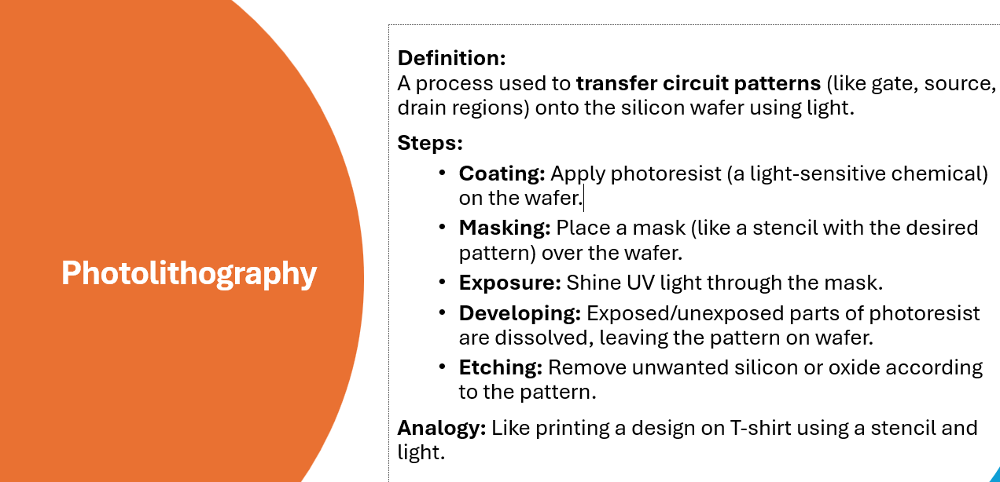 Photolithography
Definition:
A process used to transfer circuit patterns (like gate, source,
drain regions) onto the silicon wafer using light.
Steps:
• Coating: Apply photoresist (a light-sensitive chemical)
on the wafer.
• Masking: Place a mask (like a stencil with the desired
pattern) over the wafer.
• Exposure: Shine UV light through the mask.
• Developing: Exposed/unexposed parts of photoresist
are dissolved, leaving the pattern on wafer.
• Etching: Remove unwanted silicon or oxide according
to the pattern.
Analogy: Like printing a design on T-shirt using a stencil and
light.